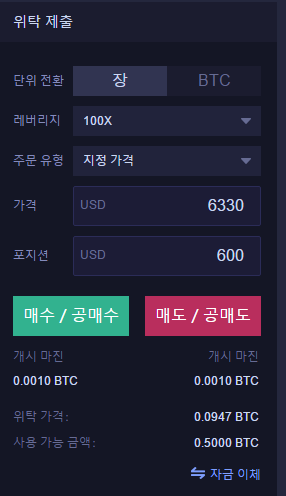 위탁 제출
단위 전환 장 BTC
레버리지 100X
주문 유형 지정 가격
가격 USD 6330
포지션 USD 600
매수 / 공매수 매도 / 공매도
개시 마진 개시 마진
0.0010 BTC 0.0010 BTC
위탁 가격: 0.0947 BTC
사용 가능 금액: 0.5000 BTC
자금 이체